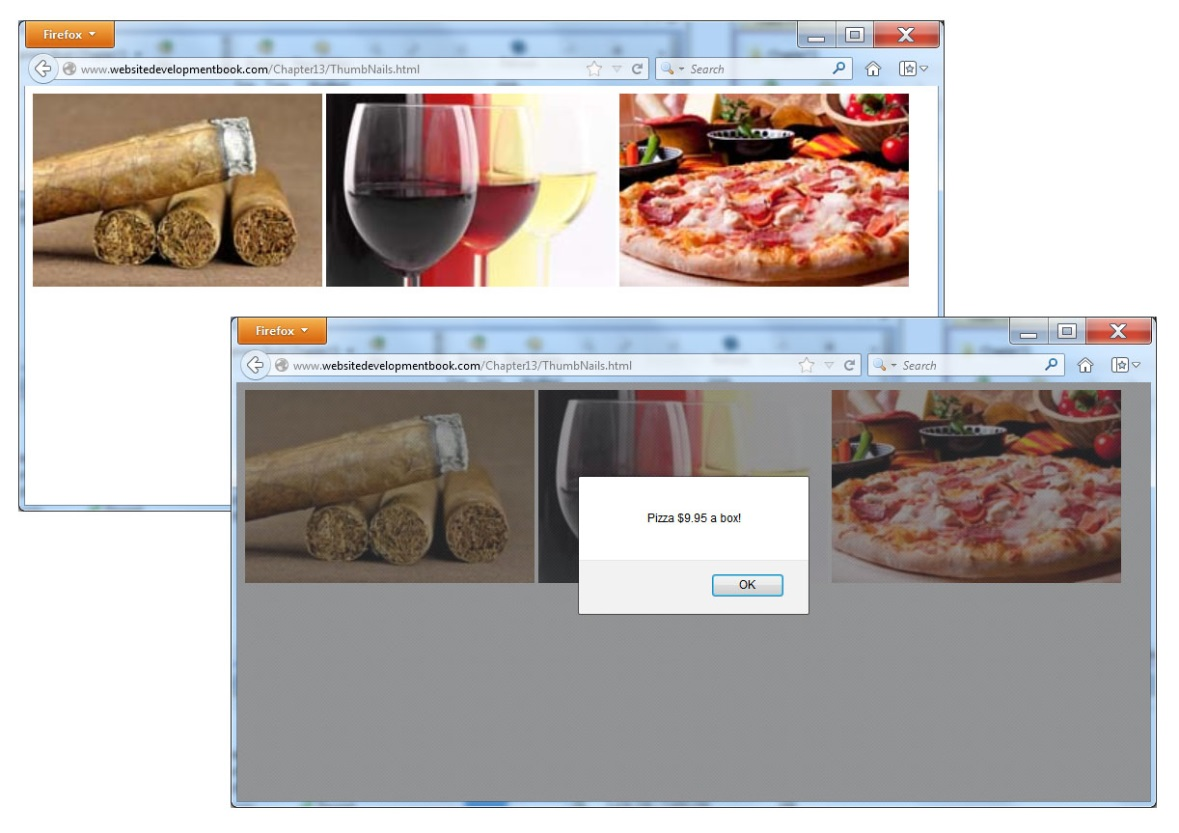 Firefox
www.websitedevelopmentbook.com/Chapter13/ThumbNails.html
Search
Firefox
www.websitedevelopmentbook.com/Chapter13/ThumbNails.html
Search
Pizza $9.95 a box!
OK